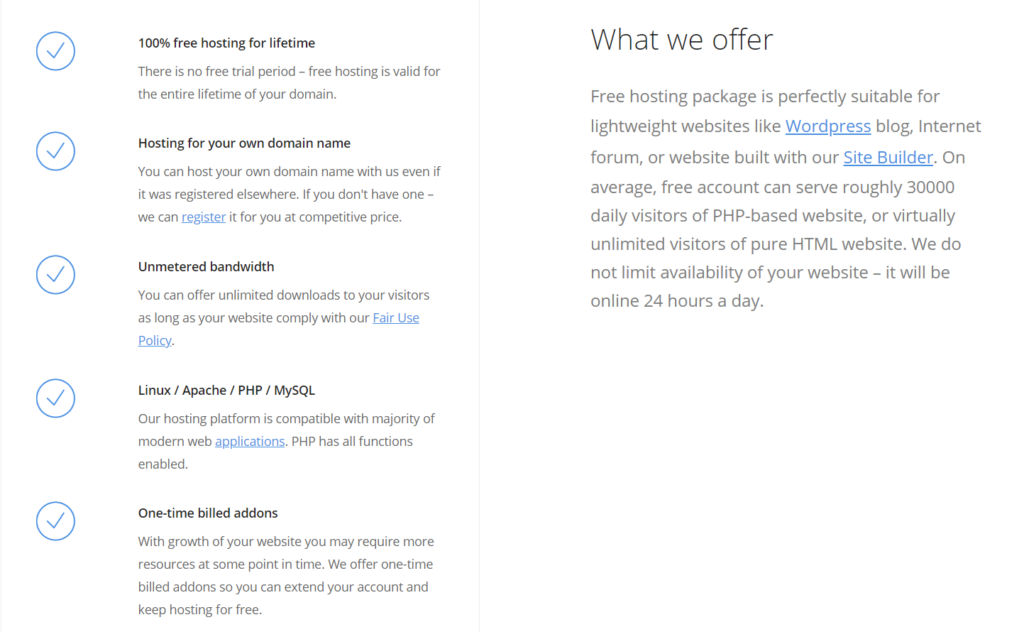 100% free hosting for lifetime
There is no free trial period – free hosting is valid for
the entire lifetime of your domain.
Hosting for your own domain name
You can host your own domain name with us even if
it was registered elsewhere. If you don't have one –
we can register it for you at competitive price.
Unmetered bandwidth
You can offer unlimited downloads to your visitors
as long as your website comply with our Fair Use
Policy.
Linux / Apache / PHP / MySQL
Our hosting platform is compatible with majority of
modern web applications. PHP has all functions
enabled.
One-time billed addons
With growth of your website you may require more
resources at some point in time. We offer one-time
billed addons so you can extend your account and
keep hosting for free.
What we offer
Free hosting package is perfectly suitable for
lightweight websites like Wordpress blog, Internet
forum, or website built with our Site Builder. On
average, free account can serve roughly 30000
daily visitors of PHP-based website, or virtually
unlimited visitors of pure HTML website. We do
not limit availability of your website – it will be
online 24 hours a day.